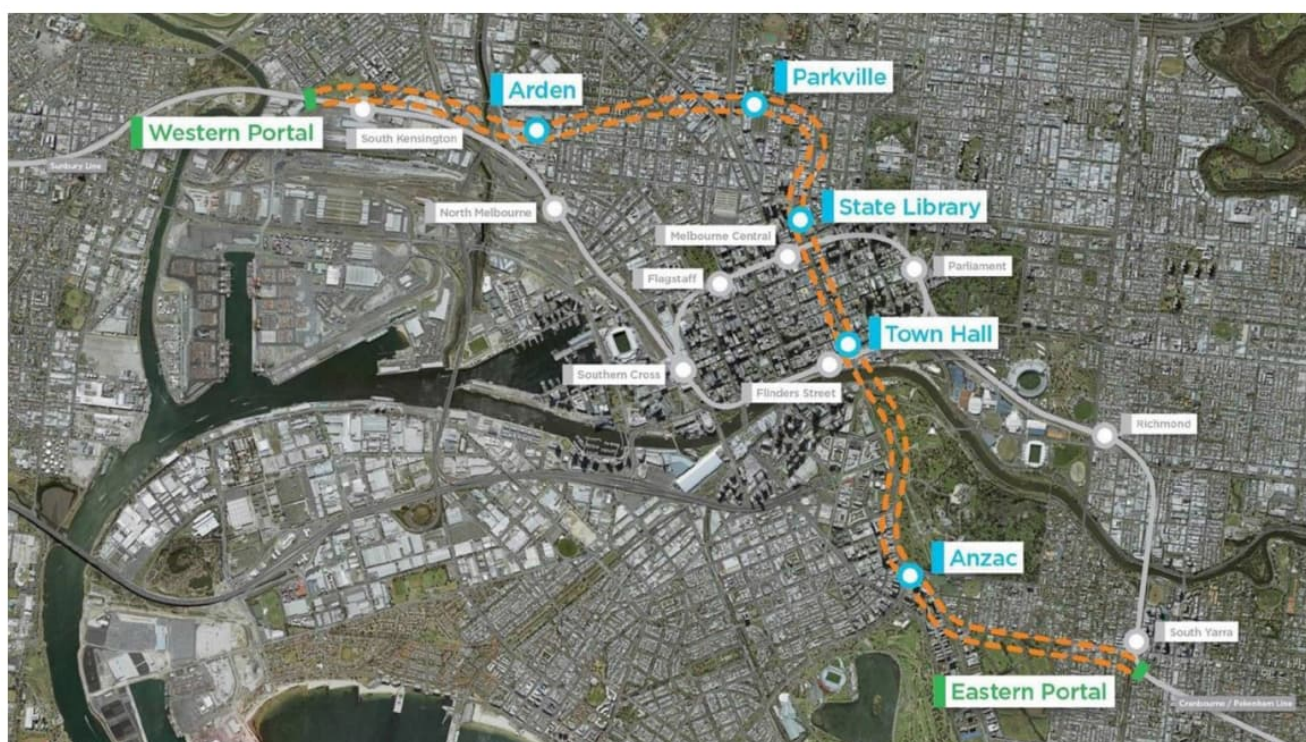 Parkville
Arden
Western Portal
South Kensington
Sunbury Line
State Library
North Melbourne
Melbourne Central
Parliament
Flagstaff
Town Hall
Southern Cross
Flinders Street
Richmond
Anzac
South Yarra
Eastern Portal
Cranbourne / Pakenham Line